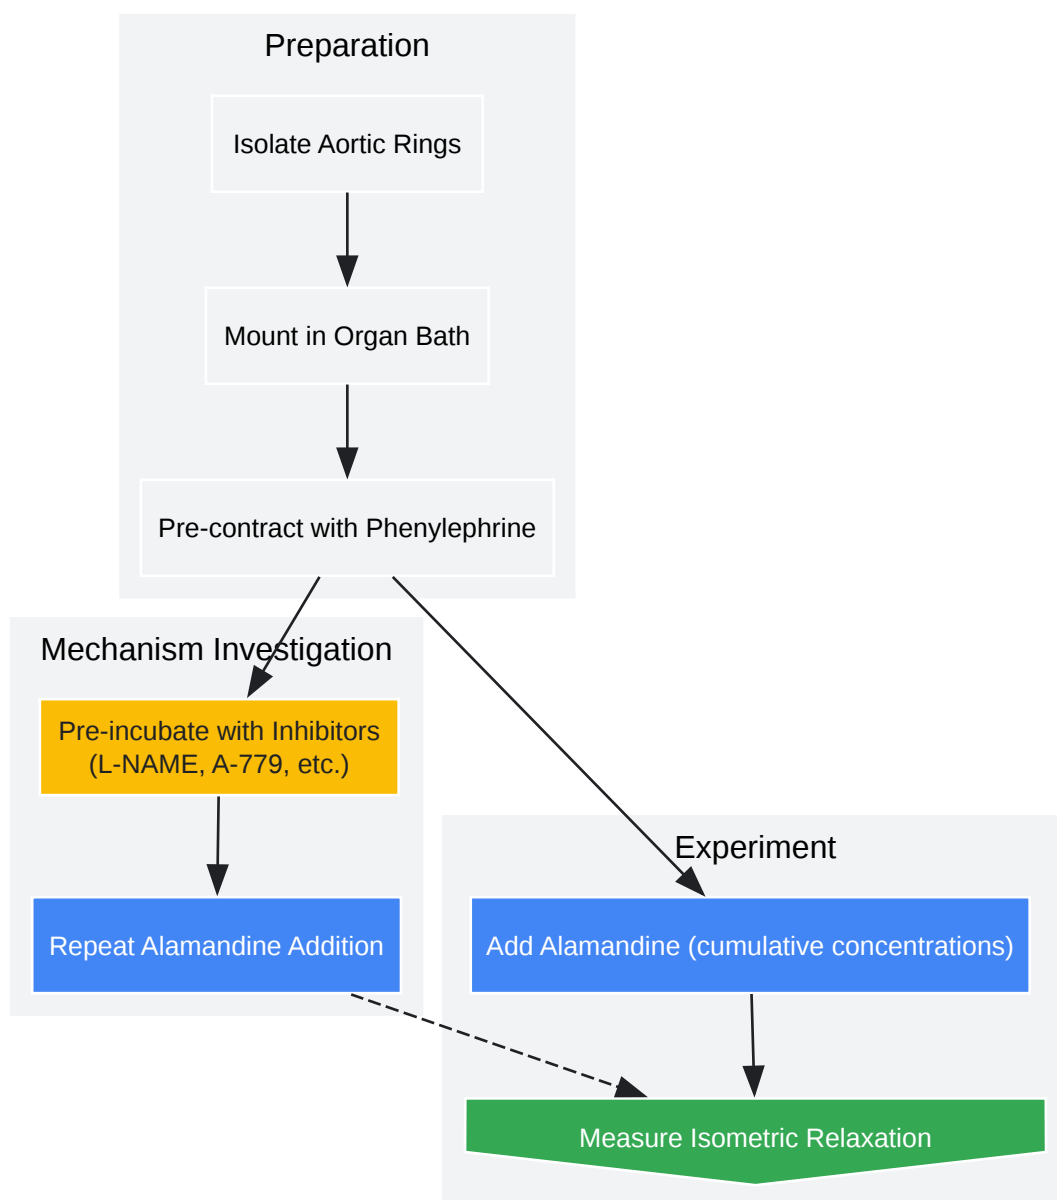 Preparation
Isolate Aortic Rings
Mount in Organ Bath
Pre-contract with Phenylephrine
Mechanism Investigation
Pre-incubate with Inhibitors
(L-NAME, A-779, etc.)
Repeat Alamandine Addition
Experiment
Add Alamandine (cumulative concentrations)
Measure Isometric Relaxation